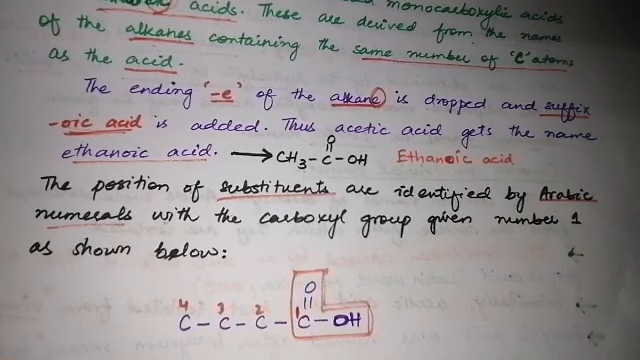 acids. These are derived from the names
monocarboxylic acids
of the alkanes containing the same number of 'C' atoms
as the acid.
The ending '-e' of the alkane is dropped and suffix
-oic acid is added. Thus acetic acid gets the name
ethanoic acid. ⟶ CH3-C-OH Ethanoic acid
O
The position of substituents are identified by Arabic
numerals with the carboxyl group given number 1
as shown below:
O
4 3 2 1
C-C-C-C-OH